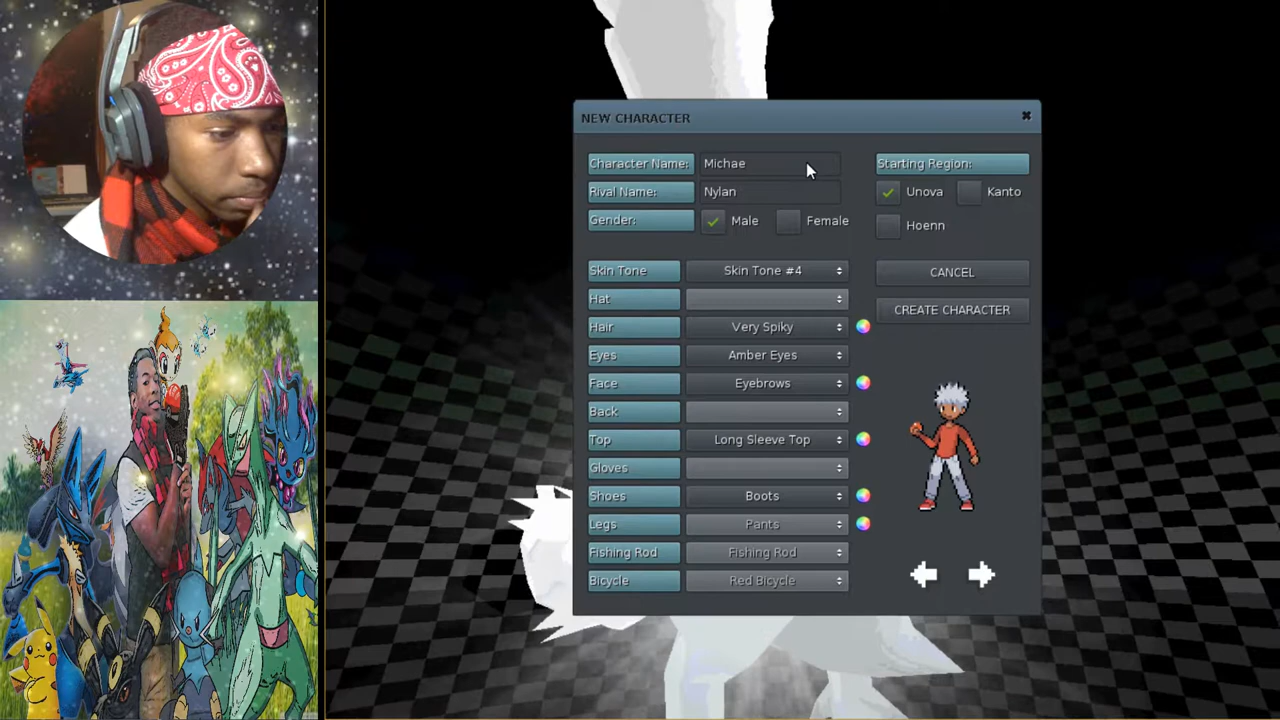 NEW CHARACTER
Character Name: Michae
Starting Region:
Rival Name: Nylan
Unova Kanto
Gender: Male Female
Hoenn
Skin Tone Skin Tone #4
CANCEL
Hat
CREATE CHARACTER
Hair Very Spiky
Eyes Amber Eyes
Face Eyebrows
Back
Top Long Sleeve Top
Gloves
Shoes Boots
Legs Pants
Fishing Rod Fishing Rod
Bicycle Red Bicycle